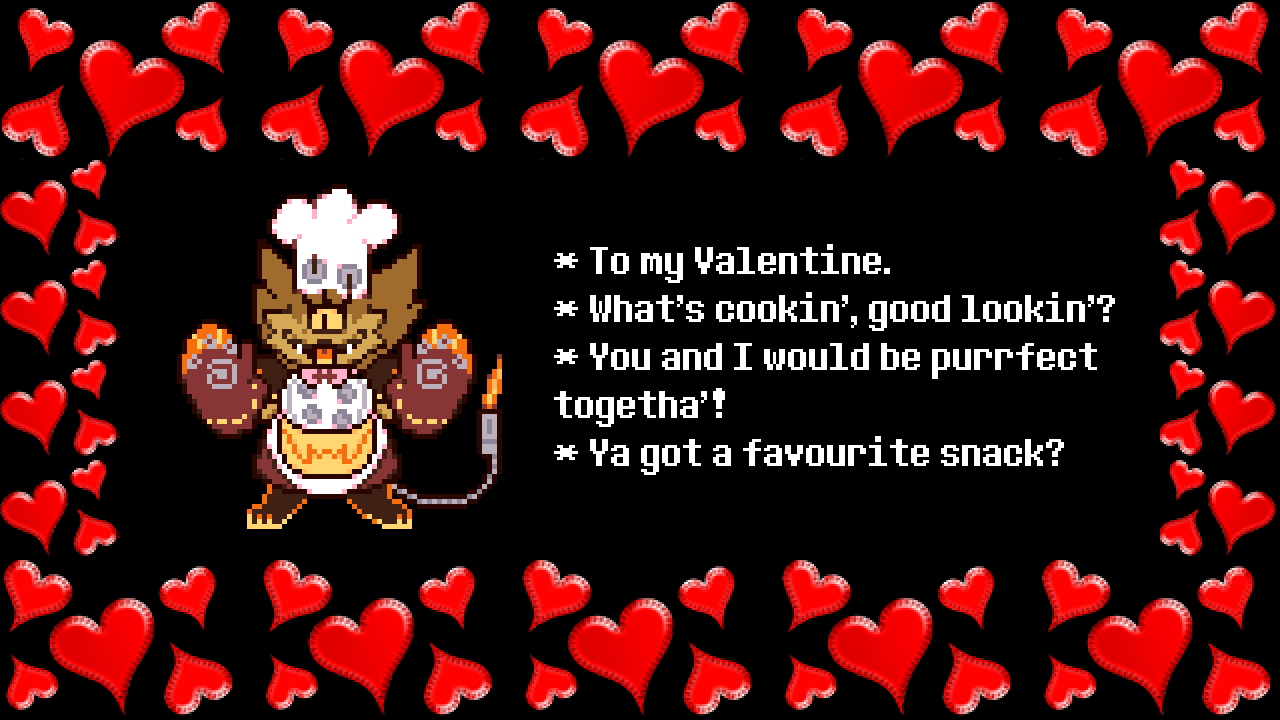 * To my Valentine.
* What's cookin', good lookin'?
* You and I would be purrfect
togetha'!
* Ya got a favourite snack?